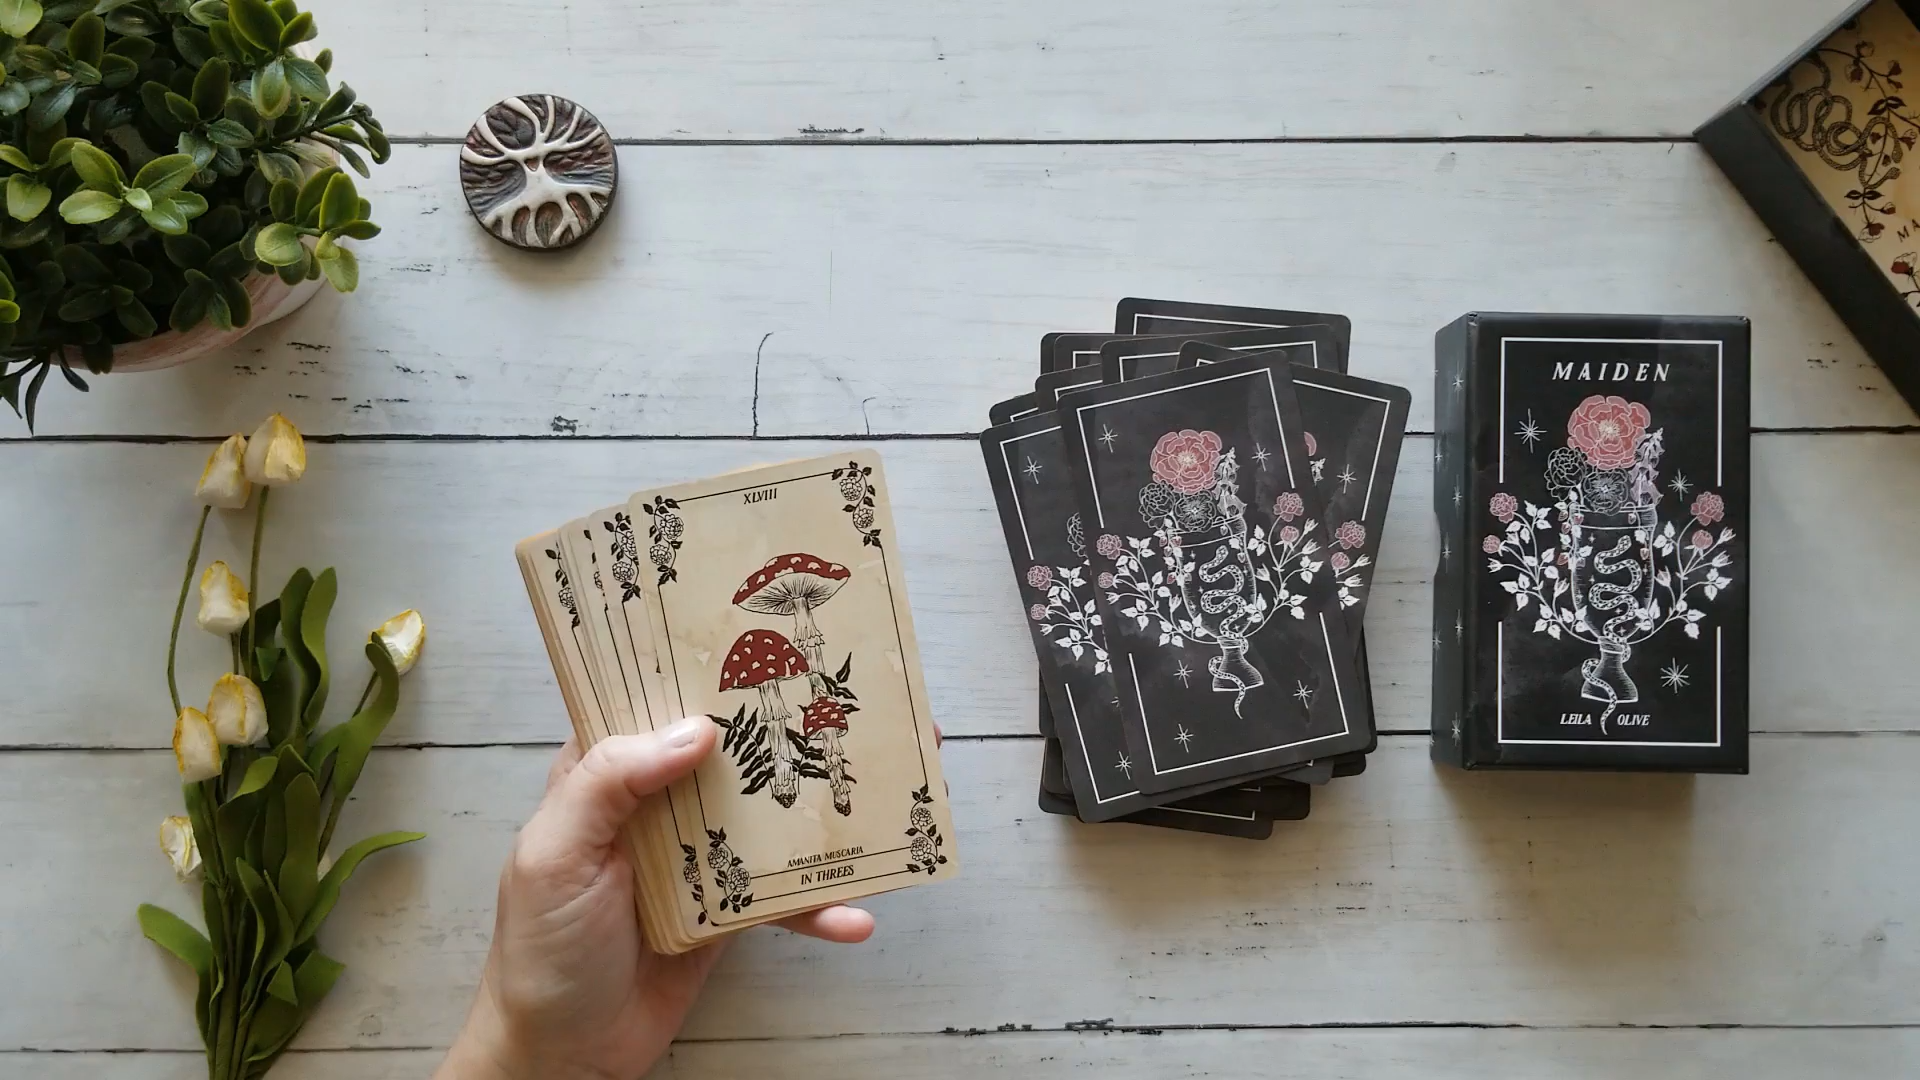 XLVIII
AMANITA MUSCARIA
IN THREES
MAIDEN
LEILA OLIVE